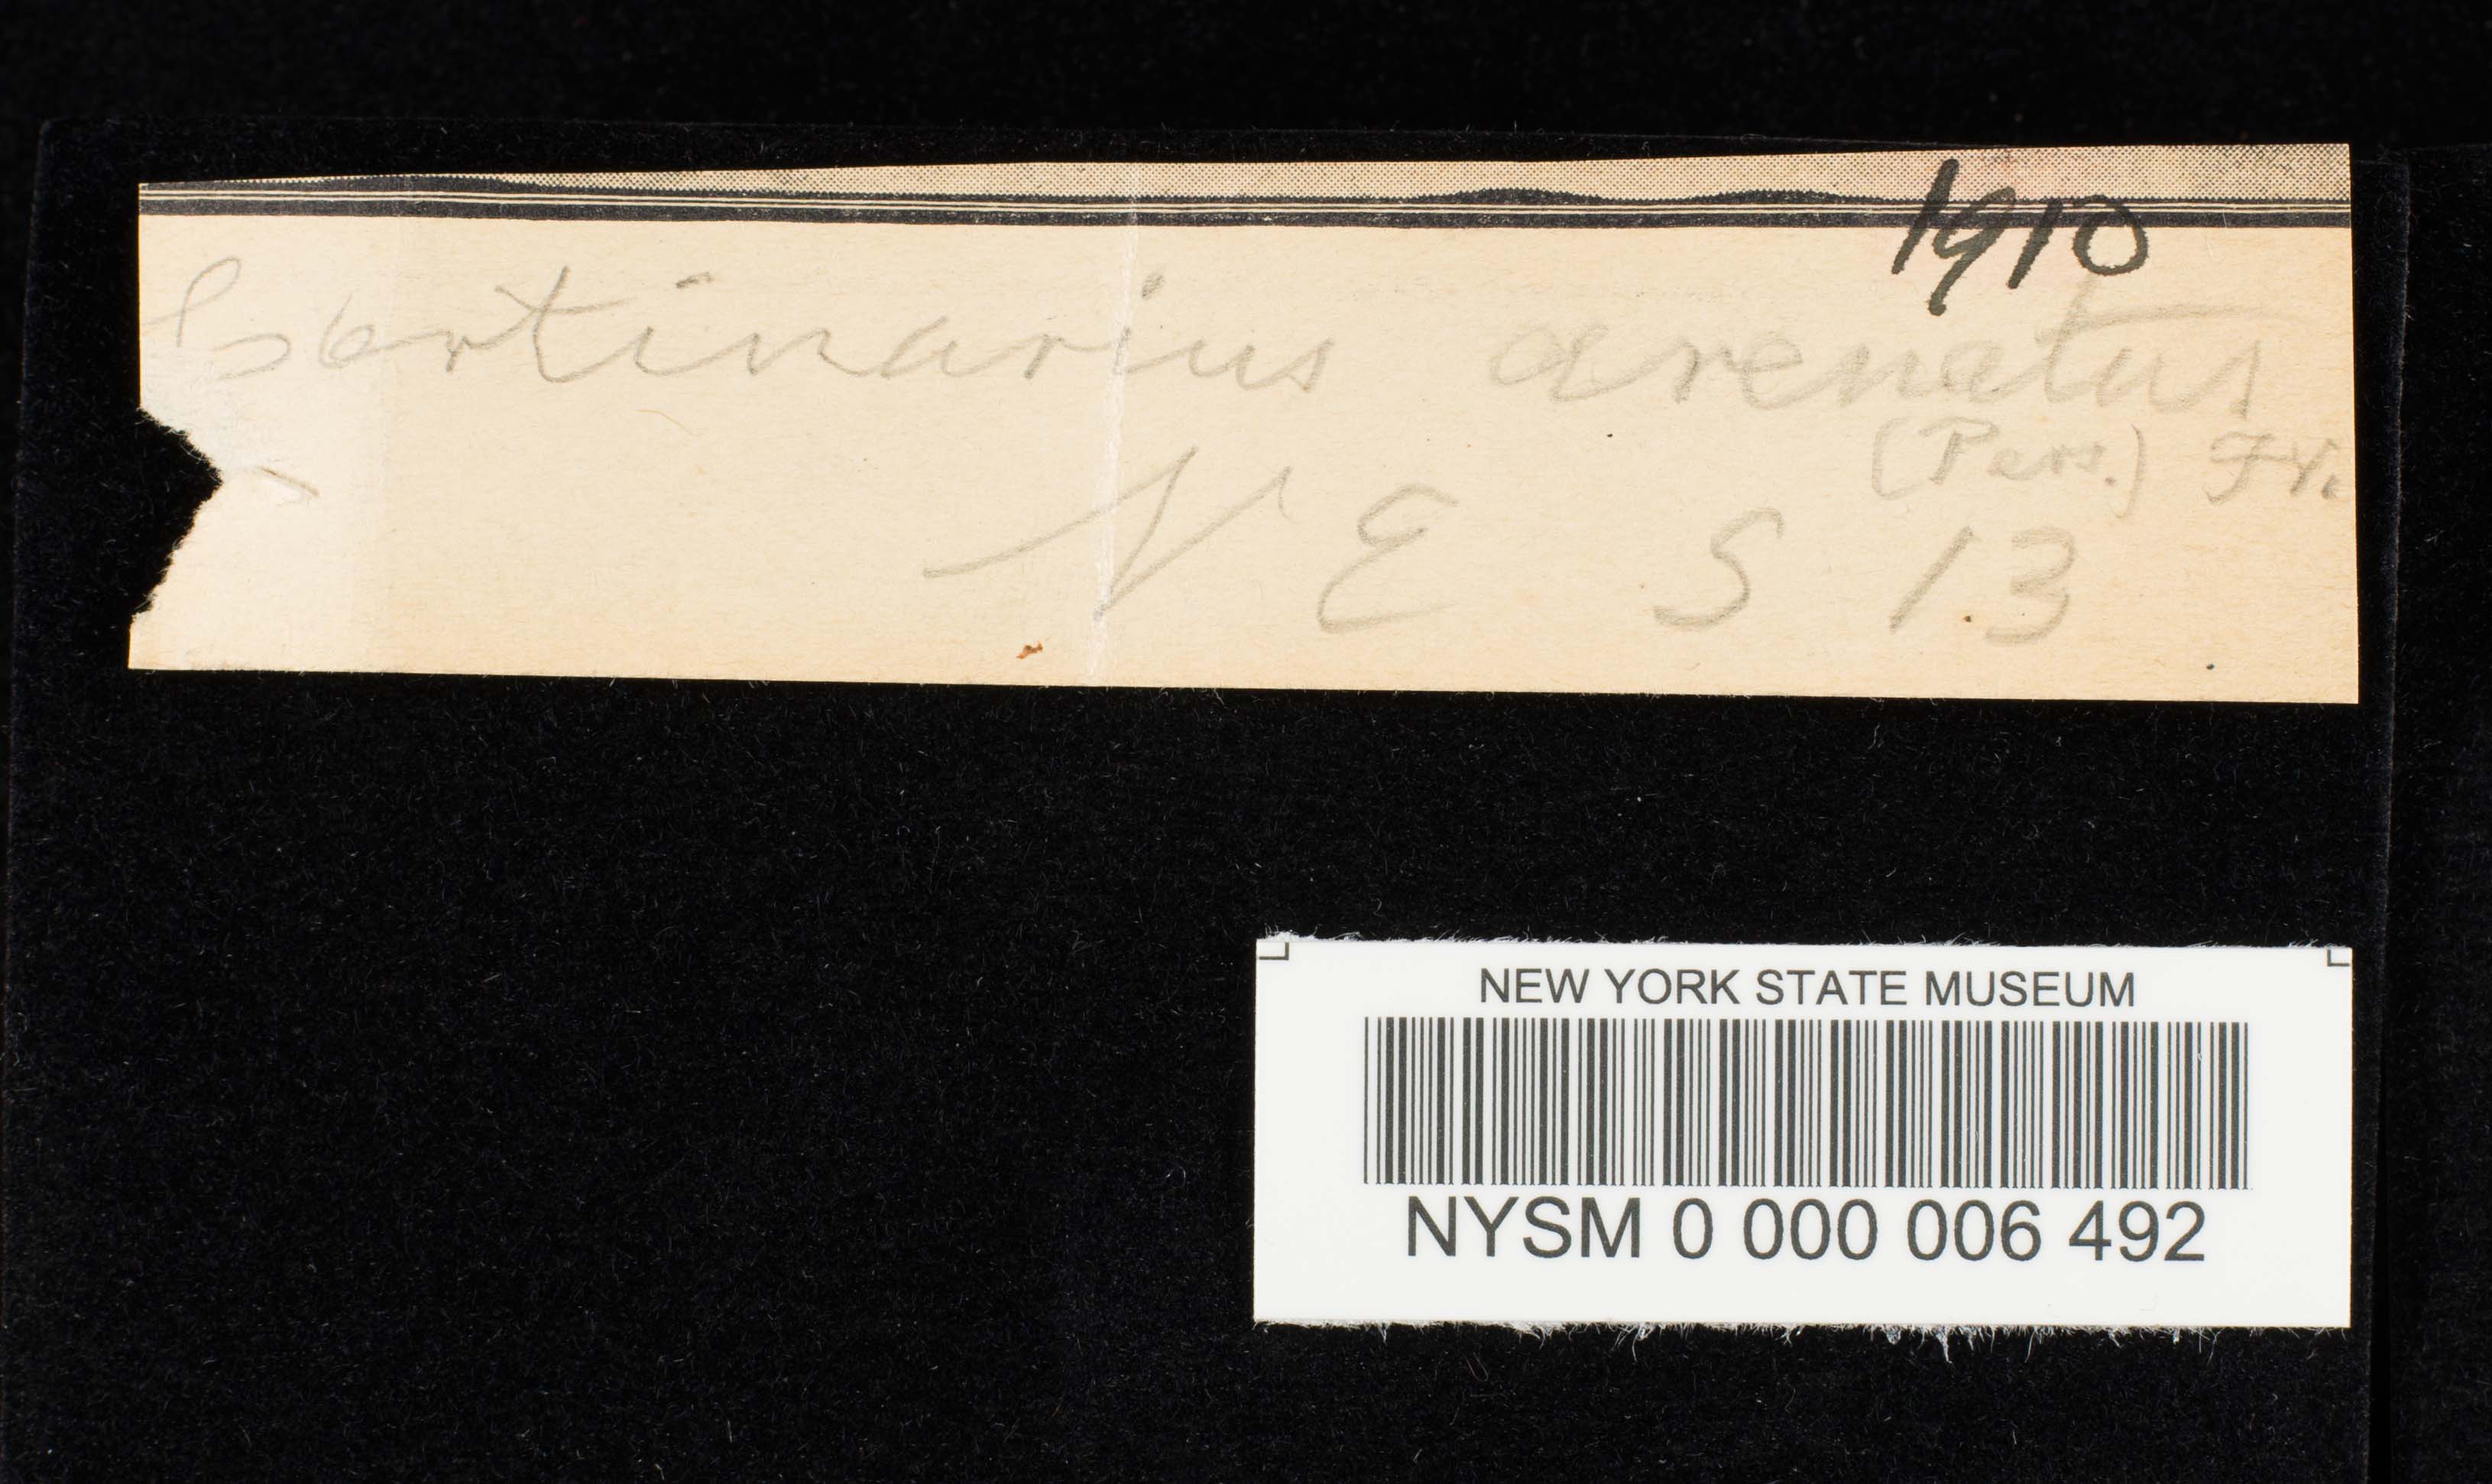 1910
Cortinarius arenatus
(Pers.) Fr.
N E S 13
NEW YORK STATE MUSEUM
NYSM 0 000 006 492